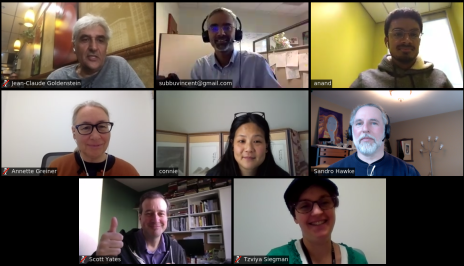 Jean-Claude Goldenstein
subbuvincent@gmail.com
anand
Annette Greiner
connie
Sandro Hawke
Scott Yates
Tzviya Siegman